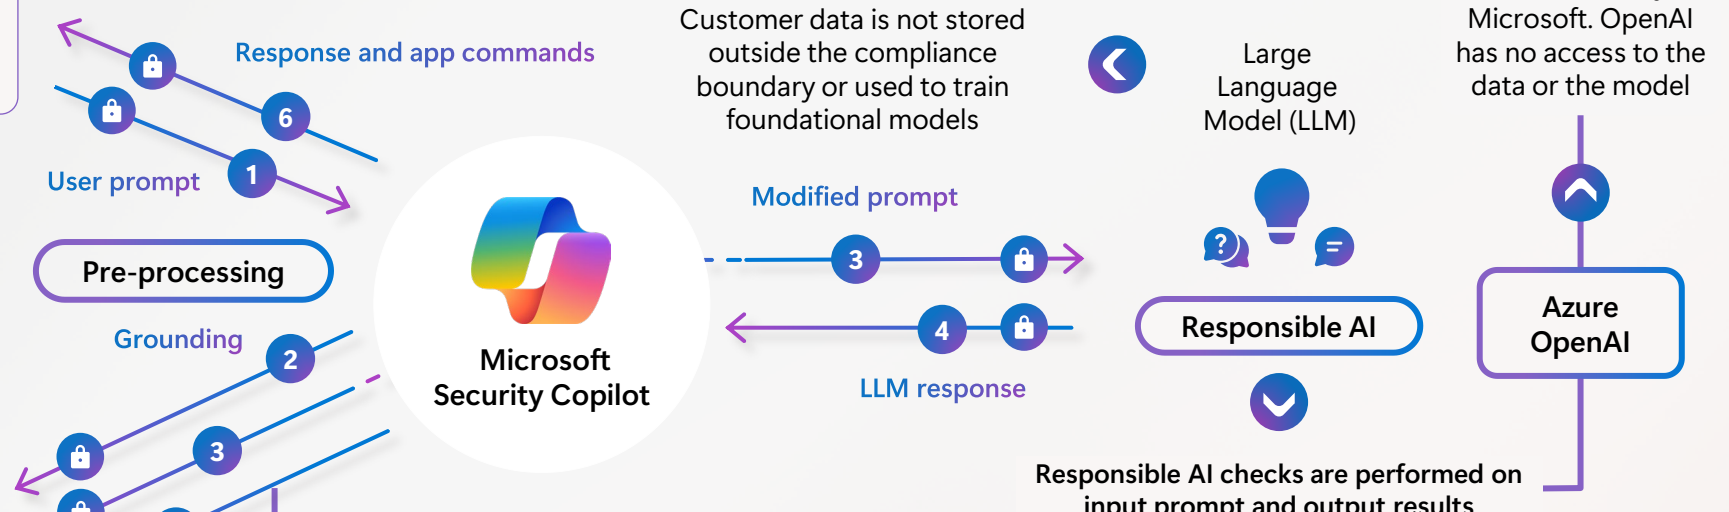 Response and app commands
6
1
User prompt
Pre-processing
Grounding
2
3
Microsoft
Security Copilot
Customer data is not stored
outside the compliance
boundary or used to train
foundational models
Modified prompt
3
4
LLM response
Large
Language
Model (LLM)
?
Responsible AI
Responsible AI checks are performed on
input prompt and output results
Microsoft. OpenAI
has no access to the
data or the model
Azure
OpenAI